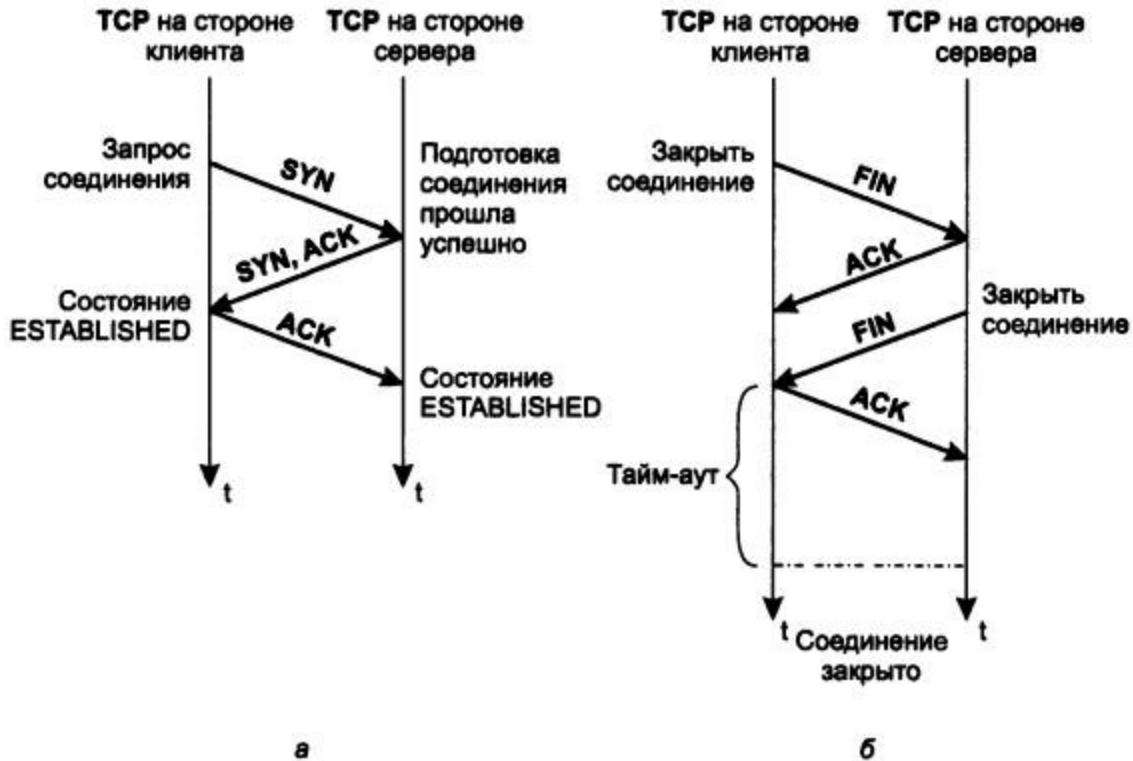 TCP на стороне
клиента
TCP на стороне
сервера
Запрос
соединения
SYN
Подготовка
соединения
прошла
успешно
SYN, ACK
Состояние
ESTABLISHED
ACK
Состояние
ESTABLISHED
t
t
а
TCP на стороне
клиента
TCP на стороне
сервера
Закрыть
соединение
FIN
ACK
Закрыть
соединение
FIN
ACK
Тайм-аут
t
t
Соединение
закрыто
б